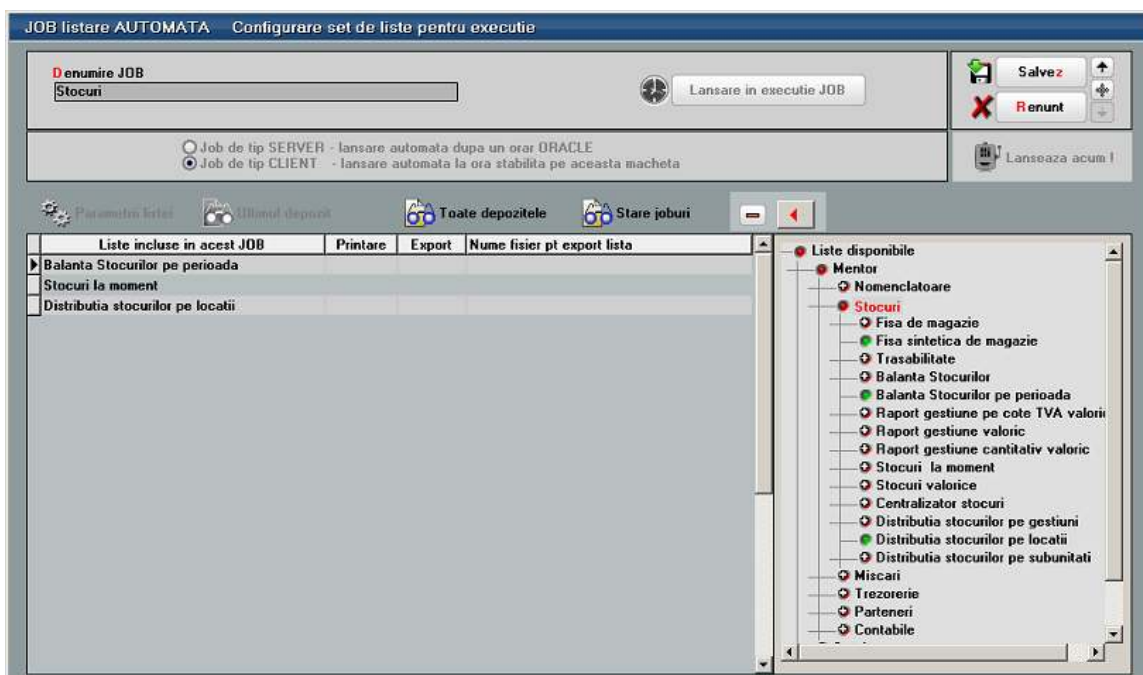 JOB listare AUTOMATA Configurare set de liste pentru executie
Denumire JOB
Stocuri
Lansare in executie JOB
Salvez
Renunt
Job de tip SERVER - lansare automata dupa un orar ORACLE
Job de tip CLIENT - lansare automata la ora stabilita pe aceasta macheta
Lanseaza acum !
Parametrii listei
Ultimul depozit
Toate depozitele
Stare joburi
Liste incluse in acest JOB Printare Export Nume fisier pt export lista
Balanta Stocurilor pe perioada
Stocuri la moment
Distributia stocurilor pe locatii
Liste disponibile
Mentor
Nomenclatoare
Stocuri
Fisa de magazie
Fisa sintetica de magazie
Trasabilitate
Balanta Stocurilor
Balanta Stocurilor pe perioada
Raport gestiune pe cote TVA valoric
Raport gestiune valoric
Raport gestiune cantitativ valoric
Stocuri la moment
Stocuri valorice
Centralizator stocuri
Distributia stocurilor pe gestiuni
Distributia stocurilor pe locatii
Distributia stocurilor pe subunitati
Miscari
Trezorerie
Parteneri
Contabile